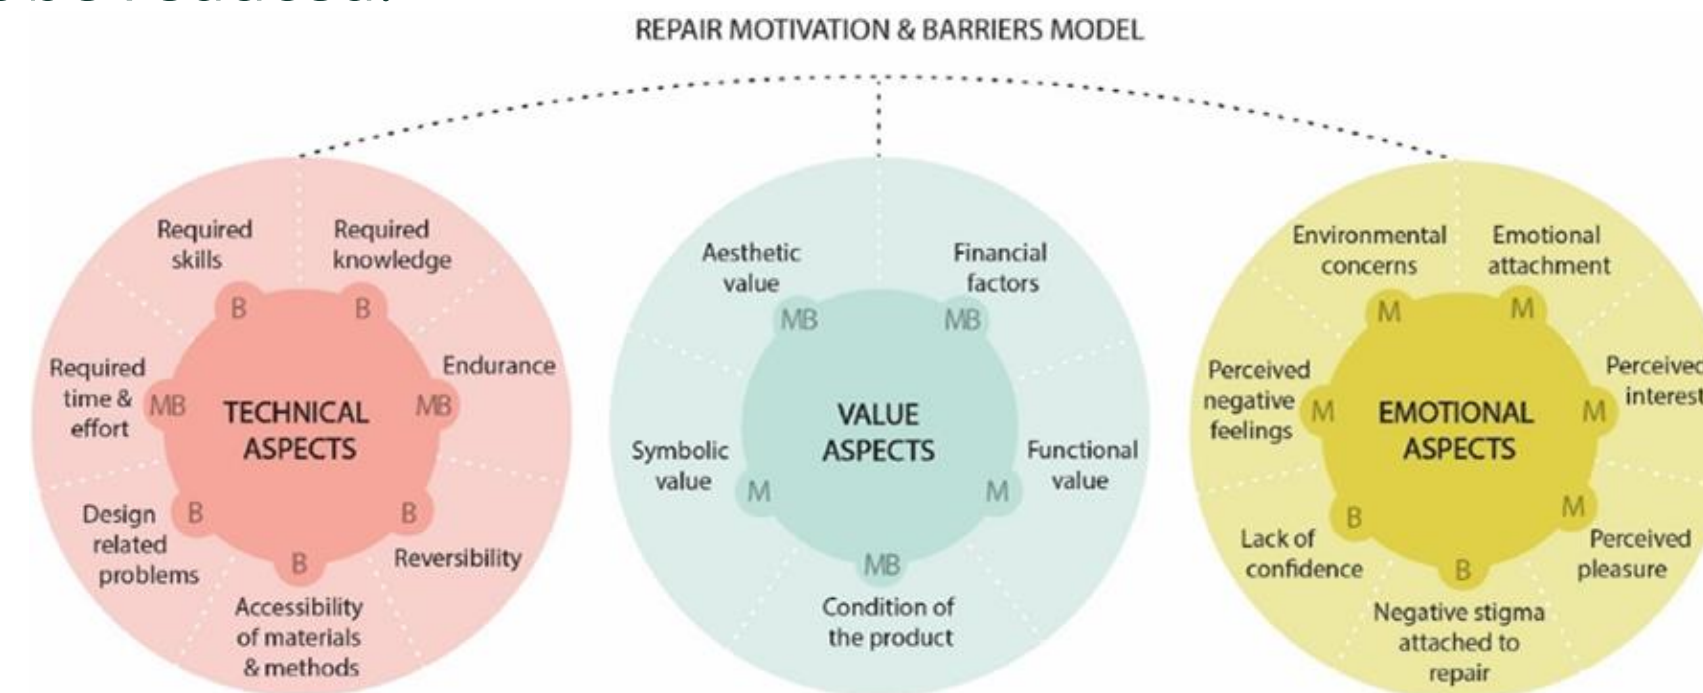 REPAIR MOTIVATION & BARRIERS MODEL
Required
skills
B
Required
knowledge
B
Endurance
MB
Reversibility
B
Accessibility
of materials
& methods
B
Design
related
problems
B
Required
time &
effort
MB
TECHNICAL
ASPECTS
Aesthetic
value
MB
Financial
factors
MB
Functional
value
M
Condition of
the product
MB
Symbolic
value
M
VALUE
ASPECTS
Environmental
concerns
M
Emotional
attachment
M
Perceived
interest
M
Perceived
pleasure
M
Negative stigma
attached to
repair
B
Lack of
confidence
B
Perceived
negative
feelings
M
EMOTIONAL
ASPECTS